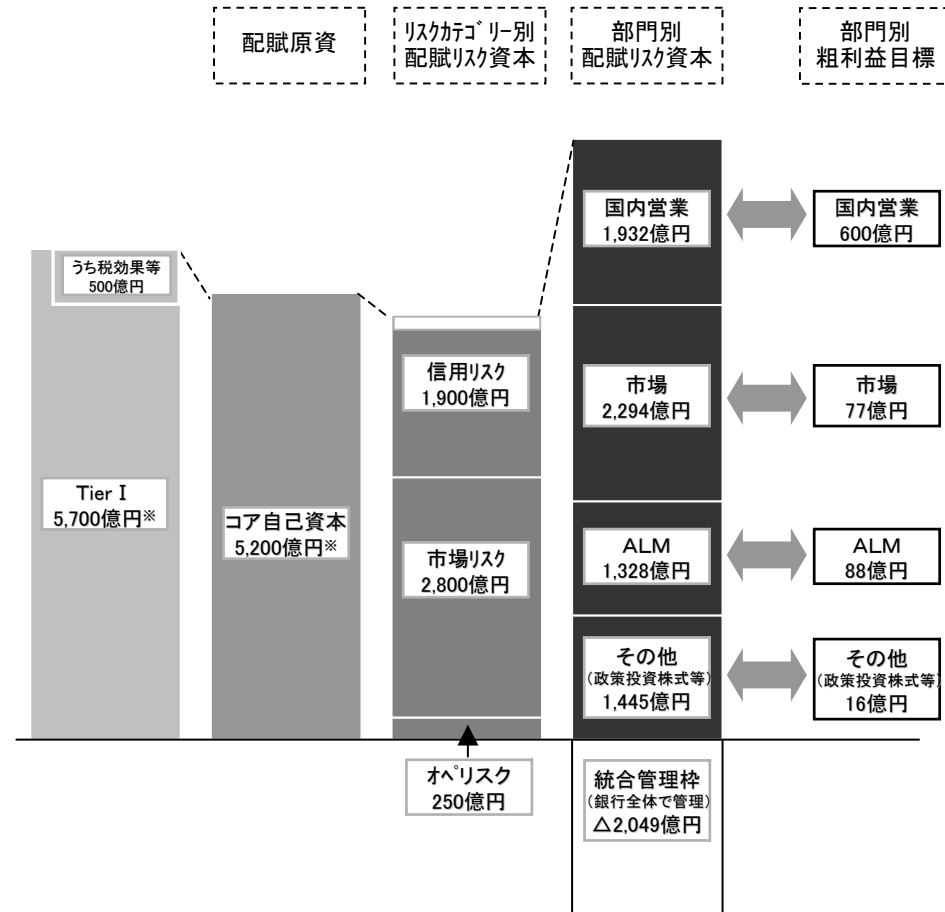 配賦原資
ﾘｽｸｶﾃｺﾞﾘｰ別
配賦ﾘｽｸ資本
部門別
配賦ﾘｽｸ資本
部門別
粗利益目標
うち税効果等
500億円
Tier I
5,700億円※
コア自己資本
5,200億円※
信用ﾘｽｸ
1,900億円
市場ﾘｽｸ
2,800億円
ｵﾍﾟﾘｽｸ
250億円
国内営業
1,932億円
市場
2,294億円
ＡＬＭ
1,328億円
その他
(政策投資株式等)
1,445億円
統合管理枠
(銀行全体で管理)
△2,049億円
国内営業
600億円
市場
77億円
ＡＬＭ
88億円
その他
(政策投資株式等)
16億円